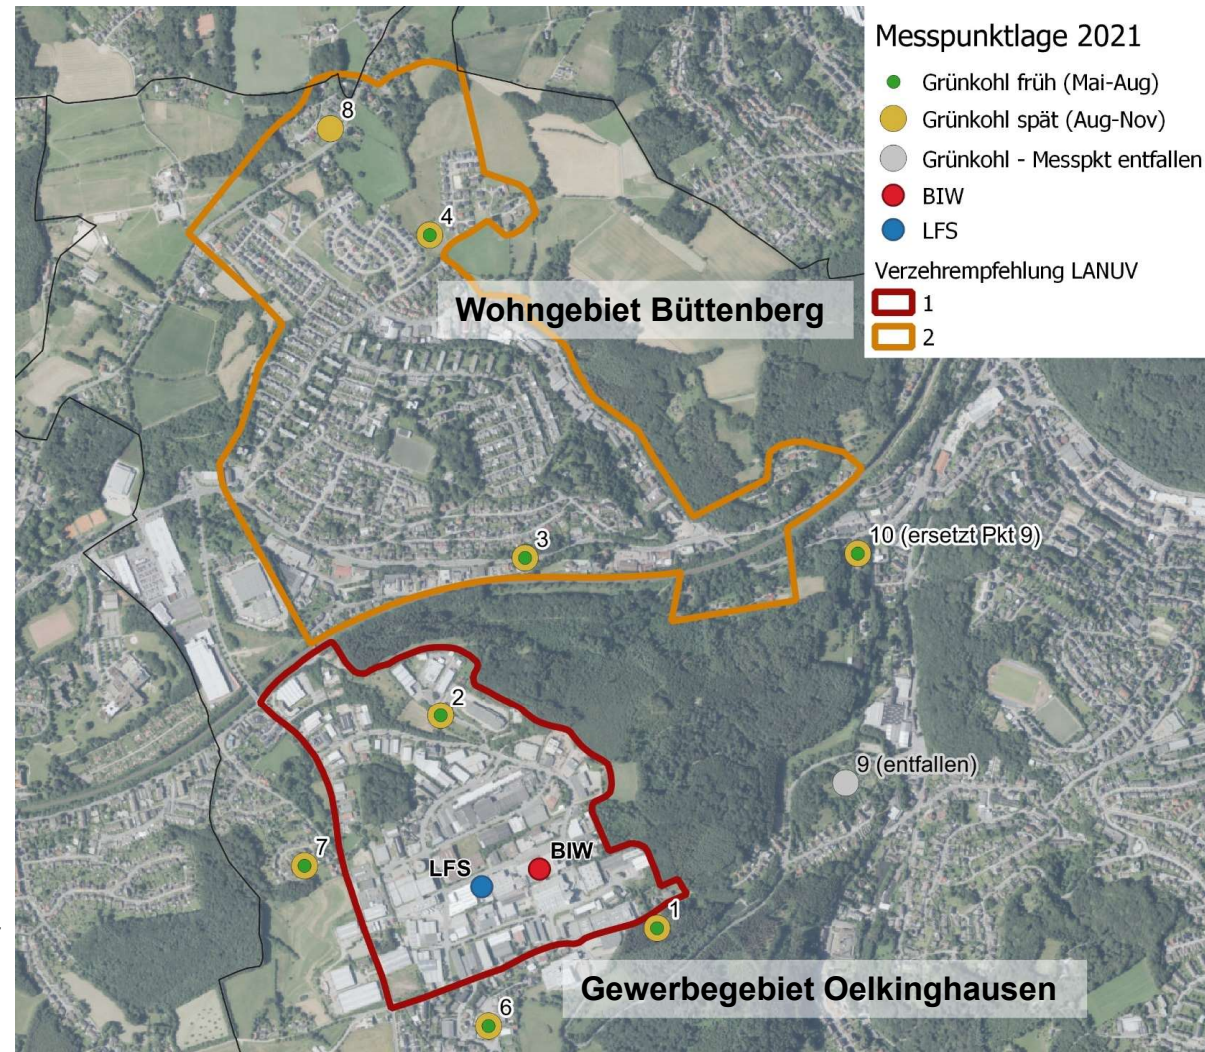 Messpunktlage 2021
Grünkohl früh (Mai-Aug)
Grünkohl spät (Aug-Nov)
Grünkohl - Messpkt entfallen
BIW
LFS
Verzehrempfehlung LANUV
1
2
8
4
Wohngebiet Büttenberg
3
10 (ersetzt Pkt 9)
2
9 (entfallen)
7
LFS
BIW
1
Gewerbegebiet Oelkinghausen
6